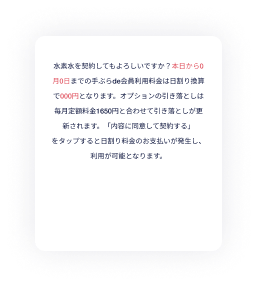 水素水を契約してもよろしいですか？本日から0
月0日までの手ぶらde会員利用料金は日割り換算
で000円となります。オプションの引き落としは
毎月定額料金1650円と合わせて引き落としが更
新されます。「内容に同意して契約する」
をタップすると日割り料金のお支払いが発生し、
利用が可能となります。